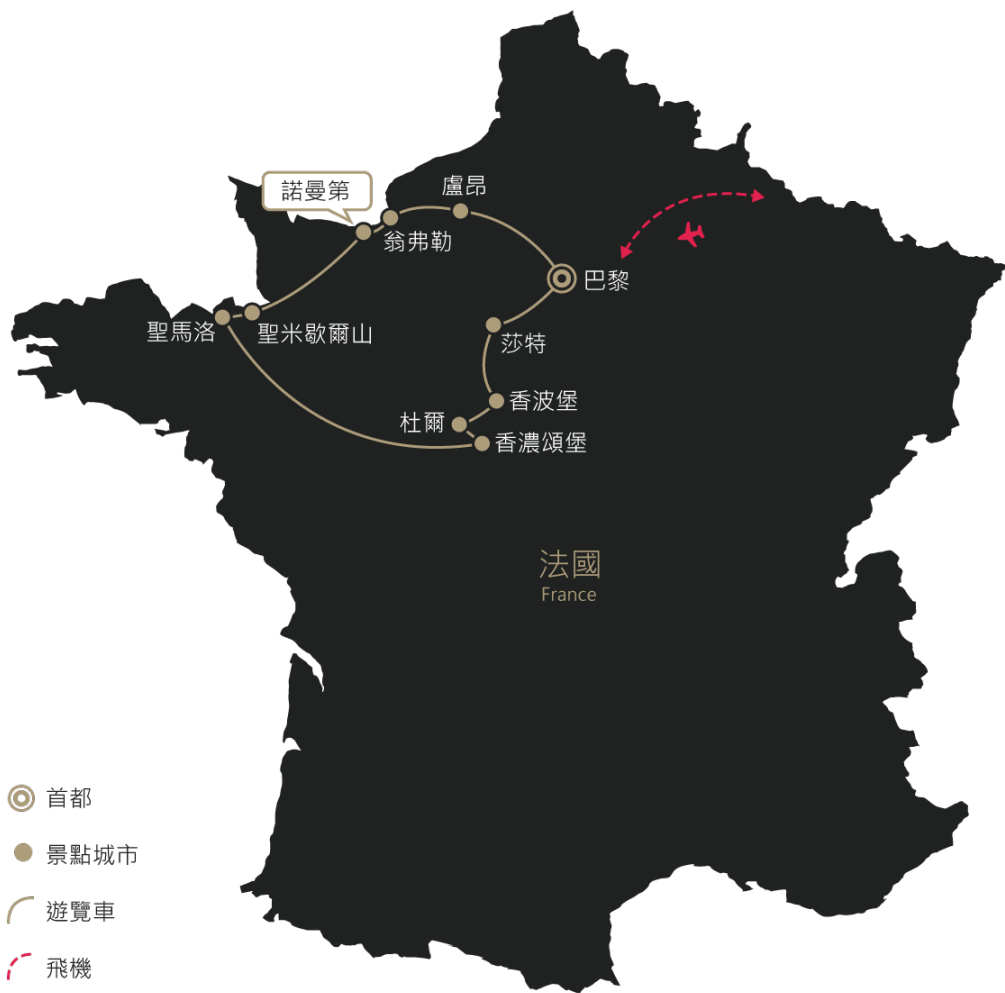 盧昂
諾曼第
翁弗勒
巴黎
聖馬洛
聖米歇爾山
莎特
香波堡
杜爾
香濃頌堡
法國
France
首都
景點城市
遊覽車
飛機